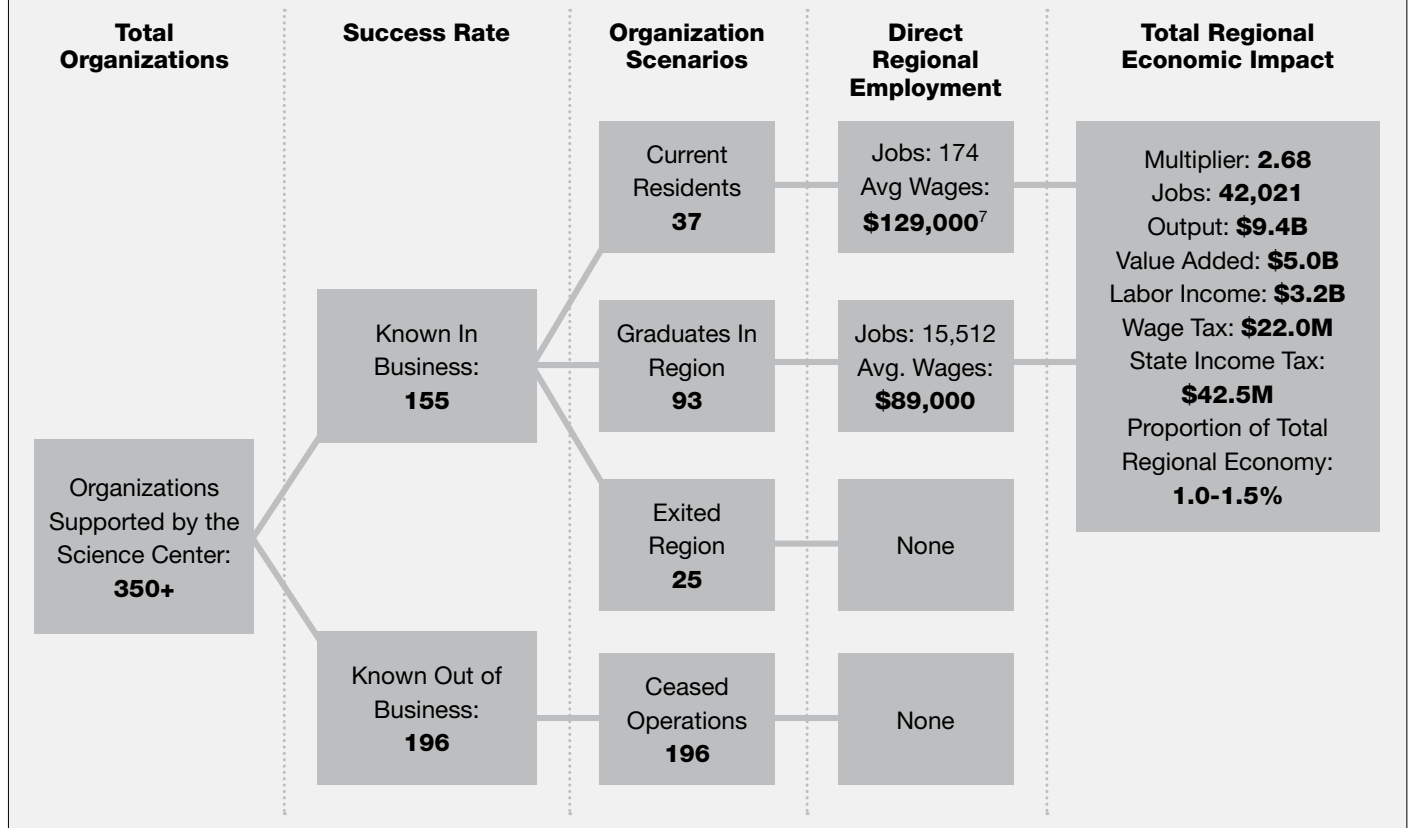 Total
Organizations
Success Rate
Organization
Scenarios
Direct
Regional
Employment
Total Regional
Economic Impact
Organizations
Supported by the
Science Center:
350+
Known In
Business:
155
Known Out of
Business:
196
Current
Residents
37
Graduates In
Region
93
Exited
Region
25
Ceased
Operations
196
Jobs: 174
Avg Wages:
$129,000⁷
Jobs: 15,512
Avg. Wages:
$89,000
None
None
Multiplier: 2.68
Jobs: 42,021
Output: $9.4B
Value Added: $5.0B
Labor Income: $3.2B
Wage Tax: $22.0M
State Income Tax:
$42.5M
Proportion of Total
Regional Economy:
1.0-1.5%